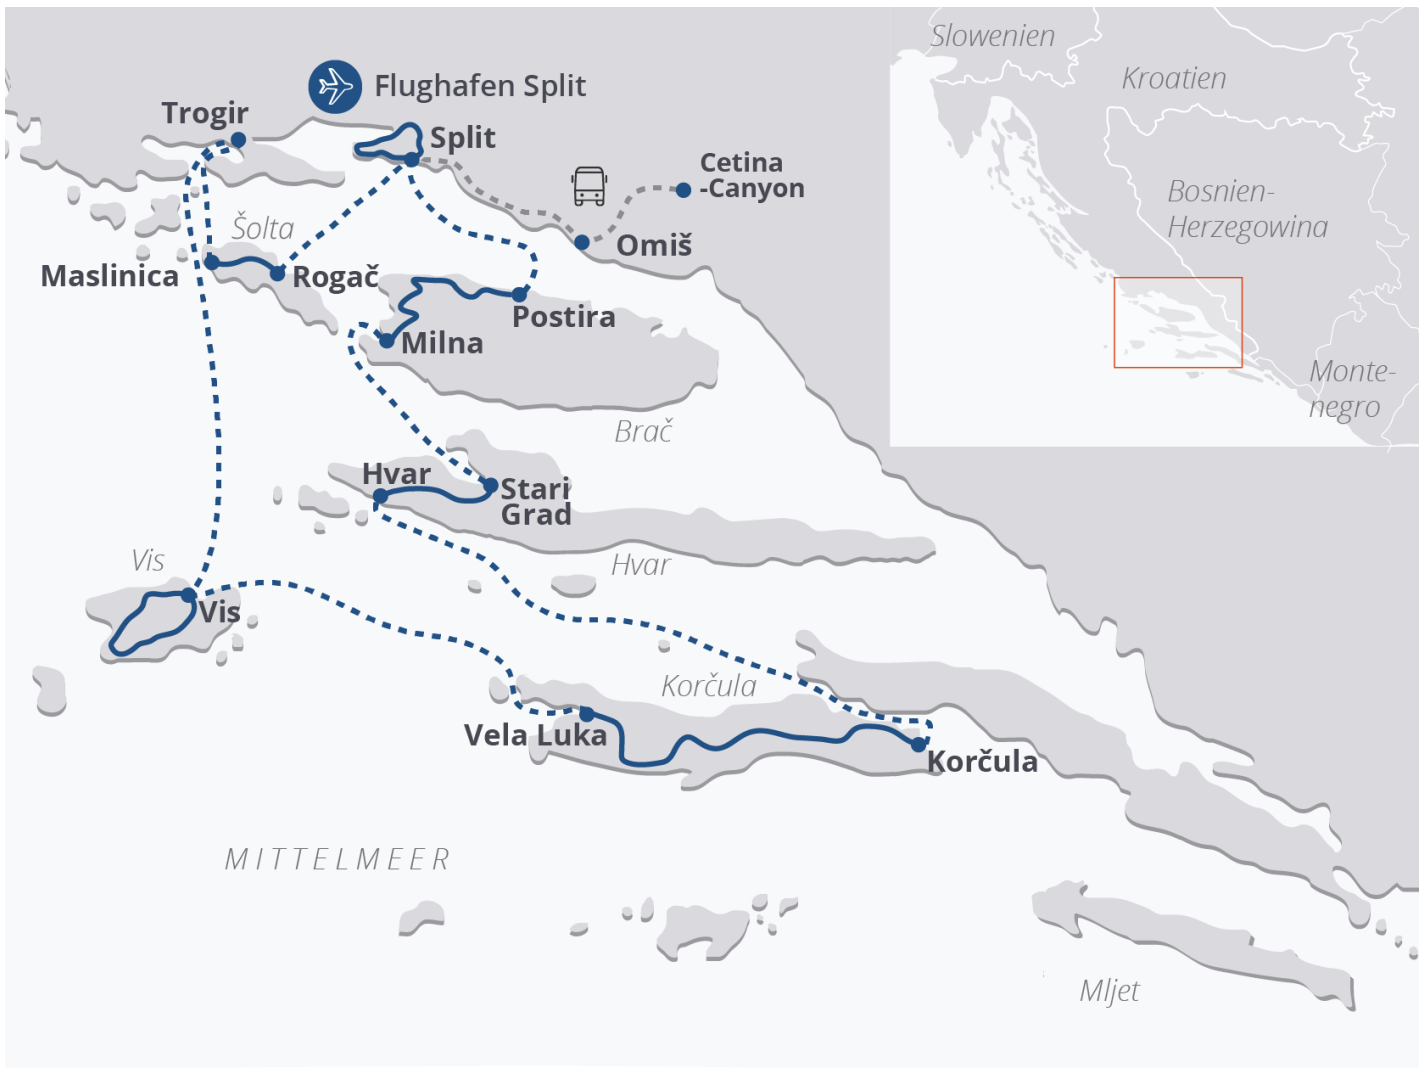 Slowenien
Kroatien
Flughafen Split
Trogir
Split
Cetina
-Canyon
Bosnien-
Herzegowina
Šolta
Omiš
Maslinica
Rogač
Postira
Milna
Monte-
negro
Brač
Hvar
Stari
Grad
Vis
Hvar
Vis
Korčula
Vela Luka
Korčula
MITTELMEER
Mljet